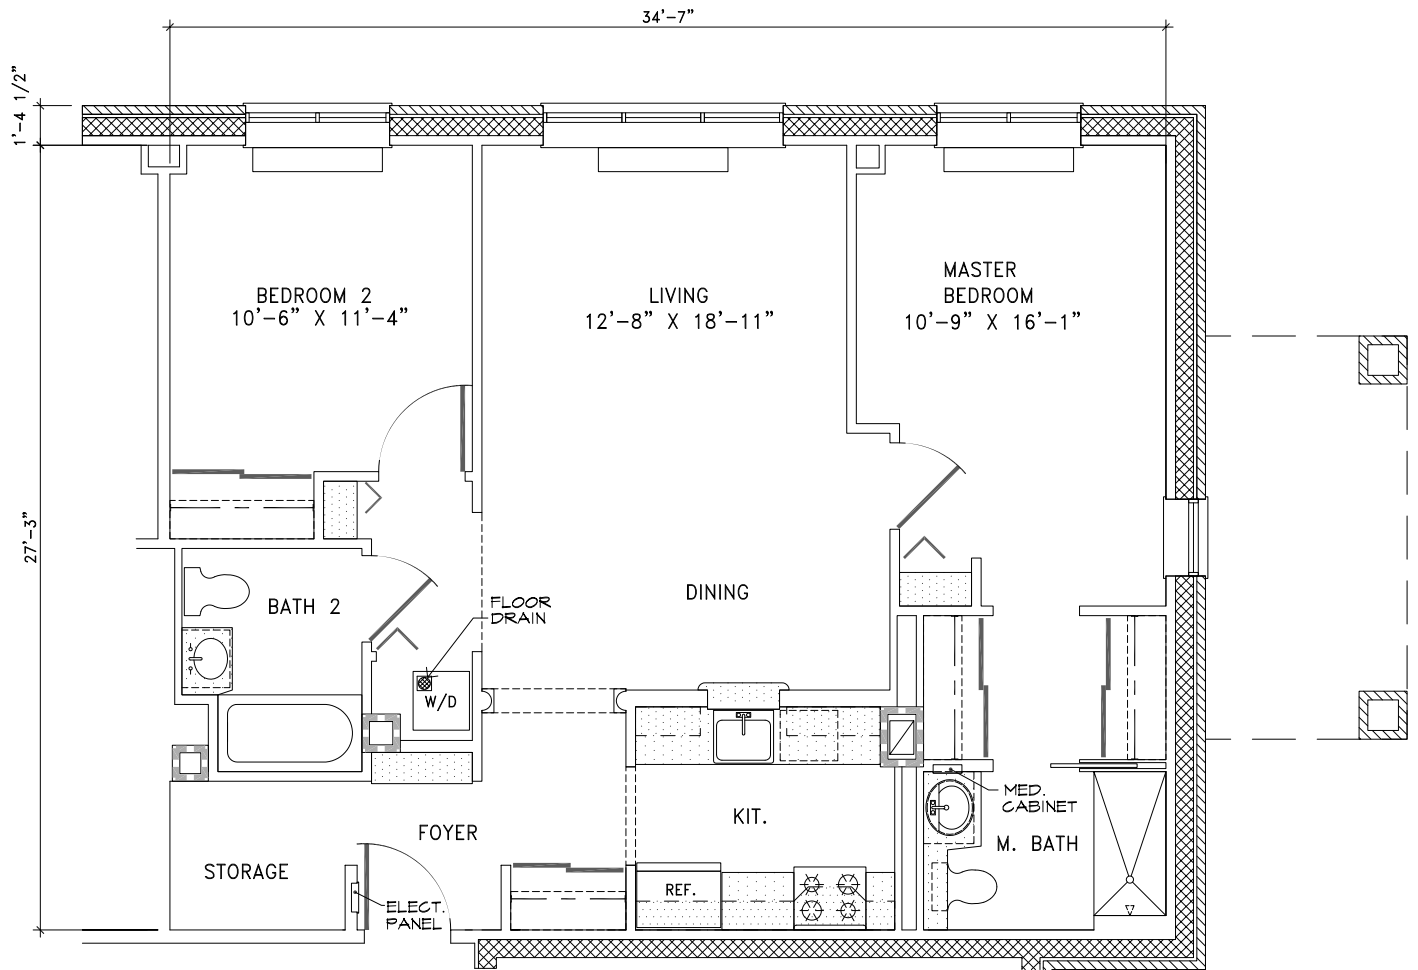 34'-7"
1'-4 1/2"
27'-3"
BEDROOM 2
10'-6" X 11'-4"
LIVING
12'-8" X 18'-11"
MASTER
BEDROOM
10'-9" X 16'-1"
BATH 2
FLOOR
DRAIN
DINING
W/D
MED.
CABINET
KIT.
M. BATH
FOYER
STORAGE
REF.
ELECT.
PANEL